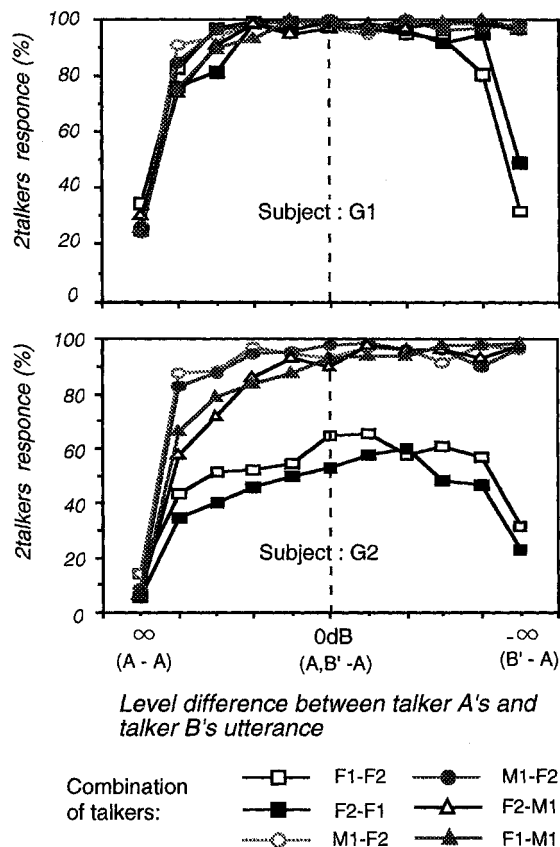 100
80
60
40
20
0
2talkers responce (%)
Subject : G1
100
80
60
40
20
0
2talkers responce (%)
Subject : G2
∞ 0dB -∞
(A - A) (A,B' -A) (B' - A)
Level difference between talker A's and
talker B's utterance
Combination
of talkers:
F1-F2 M1-F2
F2-F1 F2-M1
M1-F2 F1-M1